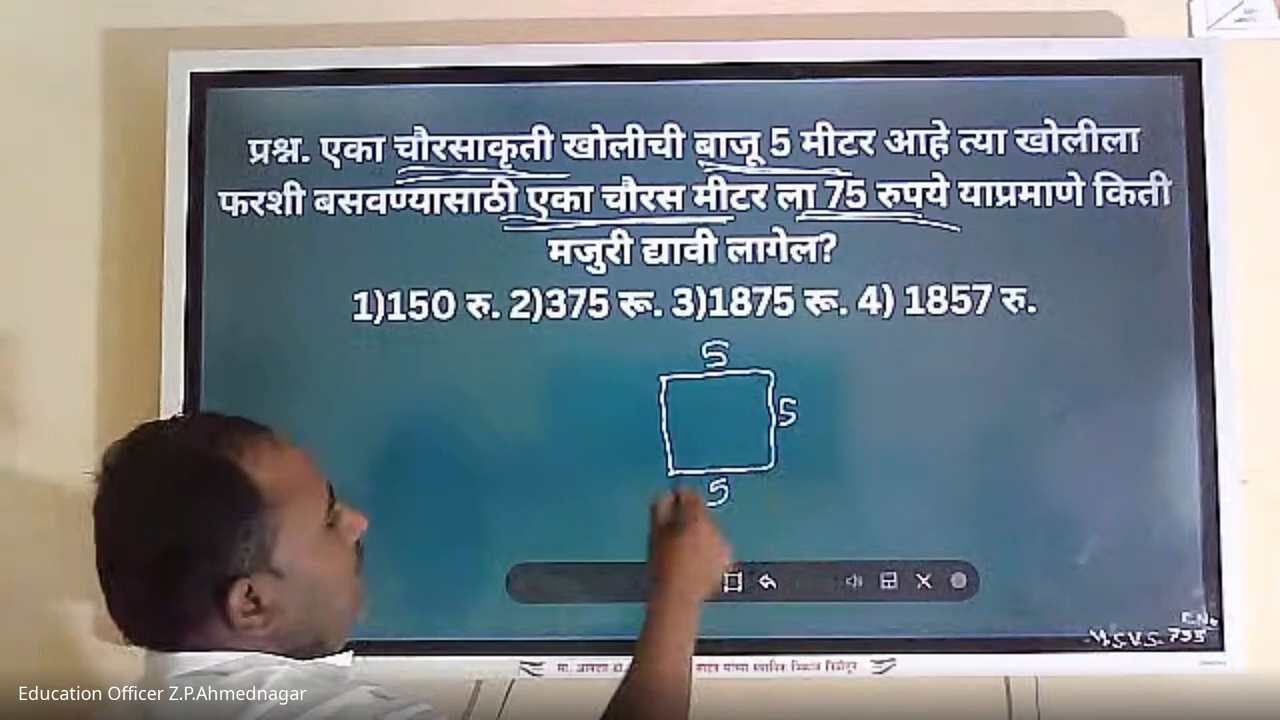 प्रश्न. एका चौरसाकृती खोलीची बाजू 5 मीटर आहे त्या खोलीला
फरशी बसवण्यासाठी एका चौरस मीटर ला 75 रुपये याप्रमाणे किती
मजुरी द्यावी लागेल?
1)150 रु. 2)375 रू. 3)1875 रू. 4) 1857 रु.
5
5
5
Education Officer Z.P.Ahmednagar